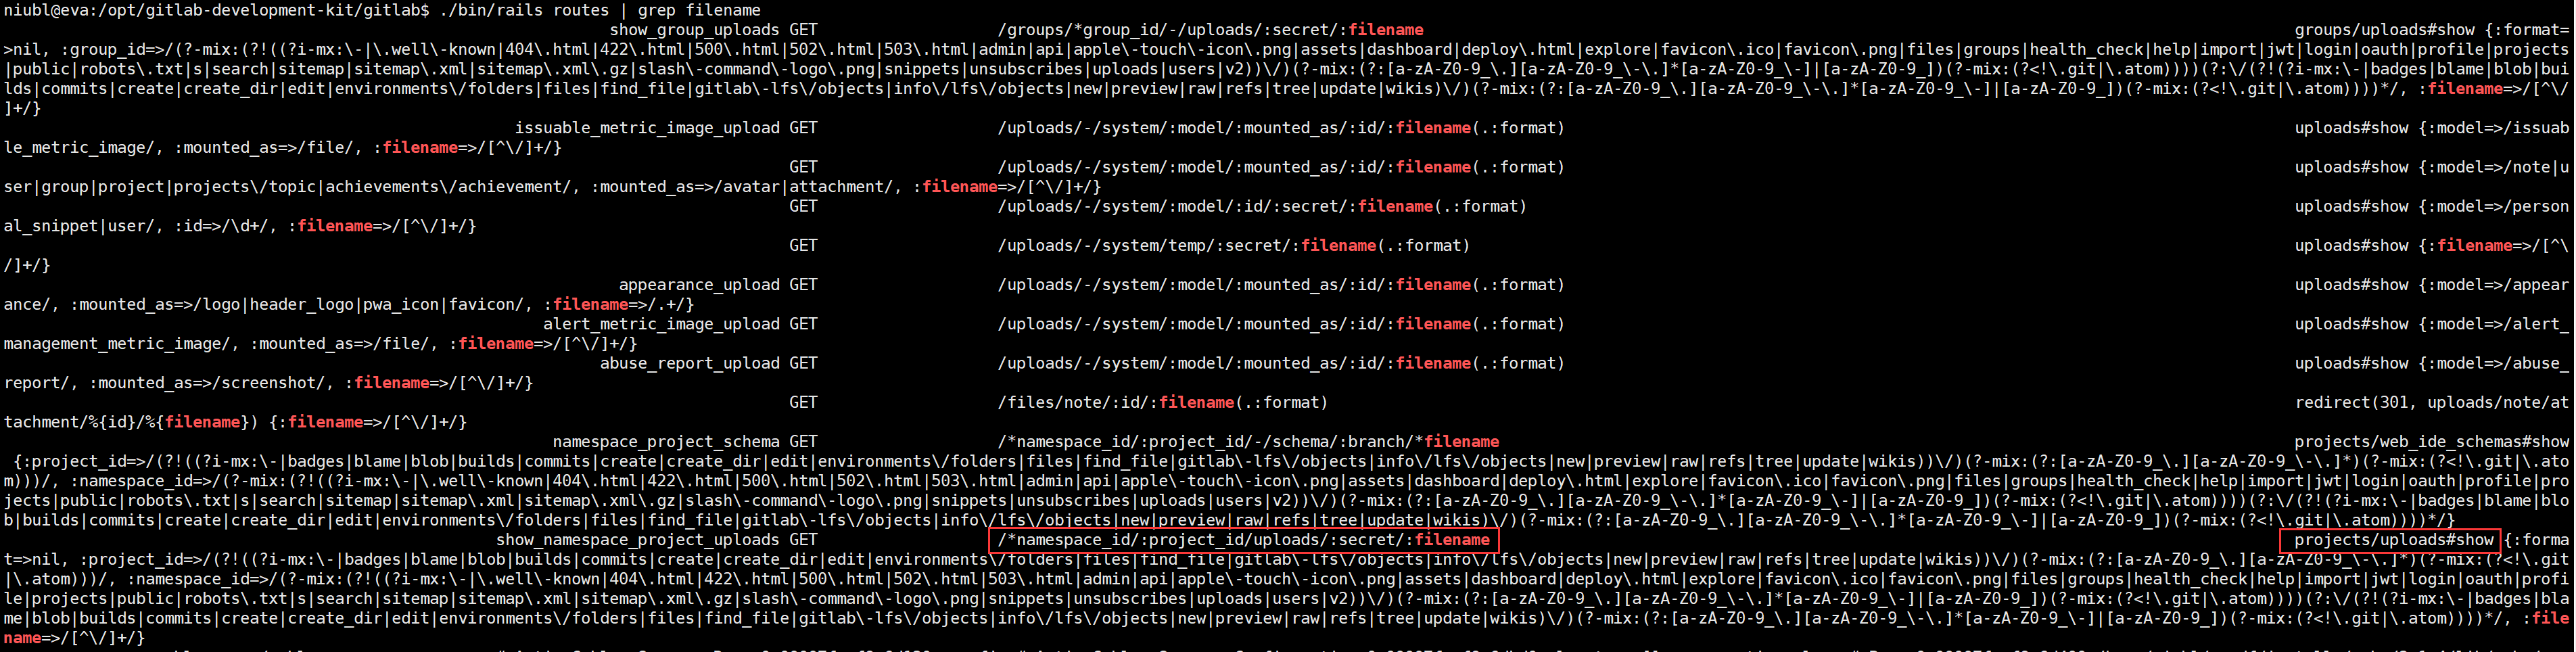 niubl@eva:/opt/gitlab-development-kit/gitlab$ ./bin/rails routes | grep filename
show_group_uploads GET /groups/*group_id/-/uploads/:secret/:filename groups/uploads#show {:format=
>nil, :group_id=>/(?-mix:(?!((?i-mx:\-|\.well\-known|404\.html|422\.html|500\.html|502\.html|503\.html|admin|api|apple\-touch\-icon\.png|assets|dashboard|deploy\.html|explore|favicon\.ico|favicon\.png|files|groups|health_check|help|import|jwt|login|oauth|profile|projects
|public|robots\.txt|s|search|sitemap|sitemap\.xml|sitemap\.xml\.gz|slash\-command\-logo\.png|snippets|unsubscribes|uploads|users|v2))\/)(?-mix:(?:[a-zA-Z0-9_\.][a-zA-Z0-9_\-\.]*[a-zA-Z0-9_\-]|[a-zA-Z0-9_])(?-mix:(?<!\.git|\.atom))))(?:\/(?!(?i-mx:\-|badges|blame|blob|bui
lds|commits|create|create_dir|edit|environments\/folders|files|find_file|gitlab\-lfs\/objects|info\/lfs\/objects|new|preview|raw|refs|tree|update|wikis)\/)(?-mix:(?:[a-zA-Z0-9_\.][a-zA-Z0-9_\-\.]*[a-zA-Z0-9_\-]|[a-zA-Z0-9_])(?-mix:(?<!\.git|\.atom))))*/, :filename=>/[^\/
]+/}
issuable_metric_image_upload GET /uploads/-/system/:model/:mounted_as/:id/:filename(.:format) uploads#show {:model=>/issuab
le_metric_image/, :mounted_as=>/file/, :filename=>/[^\/]+/}
GET /uploads/-/system/:model/:mounted_as/:id/:filename(.:format) uploads#show {:model=>/note|u
ser|group|project|projects\/topic|achievements\/achievement/, :mounted_as=>/avatar|attachment/, :filename=>/[^\/]+/}
GET /uploads/-/system/:model/:id/:secret/:filename(.:format) uploads#show {:model=>/person
al_snippet|user/, :id=>/\d+/, :filename=>/[^\/]+/}
GET /uploads/-/system/temp/:secret/:filename(.:format) uploads#show {:filename=>/[^\
/]+/}
appearance_upload GET /uploads/-/system/:model/:mounted_as/:id/:filename(.:format) uploads#show {:model=>/appear
ance/, :mounted_as=>/logo|header_logo|pwa_icon|favicon/, :filename=>/.+/}
alert_metric_image_upload GET /uploads/-/system/:model/:mounted_as/:id/:filename(.:format) uploads#show {:model=>/alert_
management_metric_image/, :mounted_as=>/file/, :filename=>/[^\/]+/}
abuse_report_upload GET /uploads/-/system/:model/:mounted_as/:id/:filename(.:format) uploads#show {:model=>/abuse_
report/, :mounted_as=>/screenshot/, :filename=>/[^\/]+/}
GET /files/note/:id/:filename(.:format) redirect(301, uploads/note/at
tachment/%{id}/%{filename}) {:filename=>/[^\/]+/}
namespace_project_schema GET /*namespace_id/:project_id/-/schema/:branch/*filename projects/web_ide_schemas#show
{:project_id=>/(?!((?i-mx:\-|badges|blame|blob|builds|commits|create|create_dir|edit|environments\/folders|files|find_file|gitlab\-lfs\/objects|info\/lfs\/objects|new|preview|raw|refs|tree|update|wikis))\/)(?-mix:(?:[a-zA-Z0-9_\.][a-zA-Z0-9_\-\.]*)(?-mix:(?<!\.git|\.ato
m)))/, :namespace_id=>/(?-mix:(?!((?i-mx:\-|\.well\-known|404\.html|422\.html|500\.html|502\.html|503\.html|admin|api|apple\-touch\-icon\.png|assets|dashboard|deploy\.html|explore|favicon\.ico|favicon\.png|files|groups|health_check|help|import|jwt|login|oauth|profile|pro
jects|public|robots\.txt|s|search|sitemap|sitemap\.xml|sitemap\.xml\.gz|slash\-command\-logo\.png|snippets|unsubscribes|uploads|users|v2))\/)(?-mix:(?:[a-zA-Z0-9_\.][a-zA-Z0-9_\-\.]*[a-zA-Z0-9_\-]|[a-zA-Z0-9_])(?-mix:(?<!\.git|\.atom))))(?:\/(?!(?i-mx:\-|badges|blame|blo
b|builds|commits|create|create_dir|edit|environments\/folders|files|find_file|gitlab\-lfs\/objects|info\/lfs\/objects|new|preview|raw|refs|tree|update|wikis)\/)(?-mix:(?:[a-zA-Z0-9_\.][a-zA-Z0-9_\-\.]*[a-zA-Z0-9_\-]|[a-zA-Z0-9_])(?-mix:(?<!\.git|\.atom))))*/}
show_namespace_project_uploads GET /*namespace_id/:project_id/uploads/:secret/:filename projects/uploads#show {:forma
t=>nil, :project_id=>/(?!((?i-mx:\-|badges|blame|blob|builds|commits|create|create_dir|edit|environments\/folders|files|find_file|gitlab\-lfs\/objects|info\/lfs\/objects|new|preview|raw|refs|tree|update|wikis))\/)(?-mix:(?:[a-zA-Z0-9_\.][a-zA-Z0-9_\-\.]*)(?-mix:(?<!\.git
|\.atom)))/, :namespace_id=>/(?-mix:(?!((?i-mx:\-|\.well\-known|404\.html|422\.html|500\.html|502\.html|503\.html|admin|api|apple\-touch\-icon\.png|assets|dashboard|deploy\.html|explore|favicon\.ico|favicon\.png|files|groups|health_check|help|import|jwt|login|oauth|profi
le|projects|public|robots\.txt|s|search|sitemap|sitemap\.xml|sitemap\.xml\.gz|slash\-command\-logo\.png|snippets|unsubscribes|uploads|users|v2))\/)(?-mix:(?:[a-zA-Z0-9_\.][a-zA-Z0-9_\-\.]*[a-zA-Z0-9_\-]|[a-zA-Z0-9_])(?-mix:(?<!\.git|\.atom))))(?:\/(?!(?i-mx:\-|badges|bla
me|blob|builds|commits|create|create_dir|edit|environments\/folders|files|find_file|gitlab\-lfs\/objects|info\/lfs\/objects|new|preview|raw|refs|tree|update|wikis)\/)(?-mix:(?:[a-zA-Z0-9_\.][a-zA-Z0-9_\-\.]*[a-zA-Z0-9_\-]|[a-zA-Z0-9_])(?-mix:(?<!\.git|\.atom))))*/, :file
name=>/[^\/]+/}